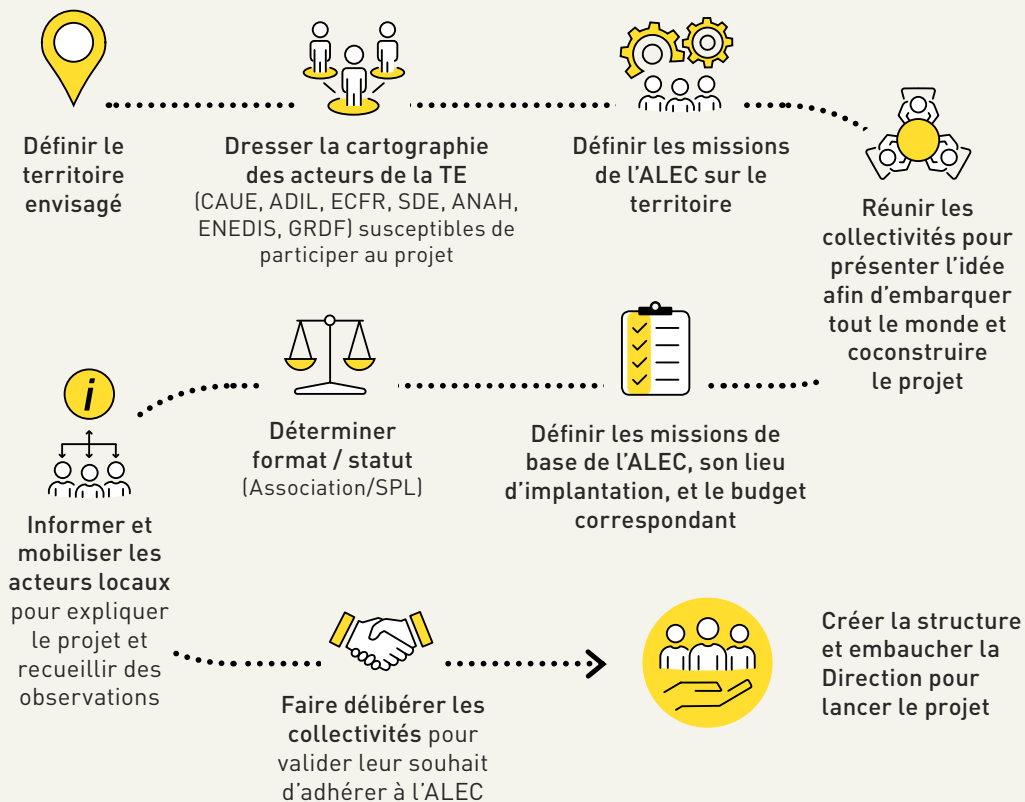 Définir le
territoire
envisagé
Dresser la cartographie
des acteurs de la TE
(CAUE, ADIL, ECFR, SDE, ANAH,
ENEDIS, GRDF) susceptibles de
participer au projet
Définir les missions
de l’ALEC sur le
territoire
Réunir les
collectivités pour
présenter l’idée
afin d’embarquer
tout le monde et
coconstruire
le projet
Définir les missions de
base de l’ALEC, son lieu
d’implantation, et le budget
correspondant
Déterminer
format / statut
(Association/SPL)
i
Informer et
mobiliser les
acteurs locaux
pour expliquer
le projet et
recueillir des
observations
Faire délibérer les
collectivités pour
valider leur souhait
d'adhérer à l’ALEC
Créer la structure
et embaucher la
Direction pour
lancer le projet